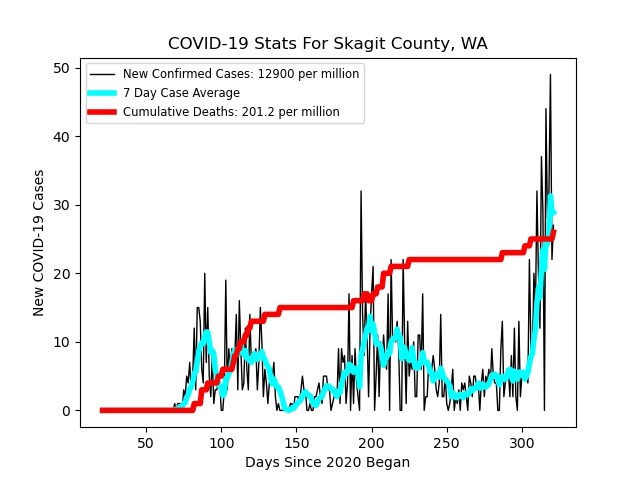 COVID-19 Stats For Skagit County, WA
New Confirmed Cases: 12900 per million
7 Day Case Average
Cumulative Deaths: 201.2 per million
New COVID-19 Cases
50
40
30
20
10
0
50 100 150 200 250 300
Days Since 2020 Began